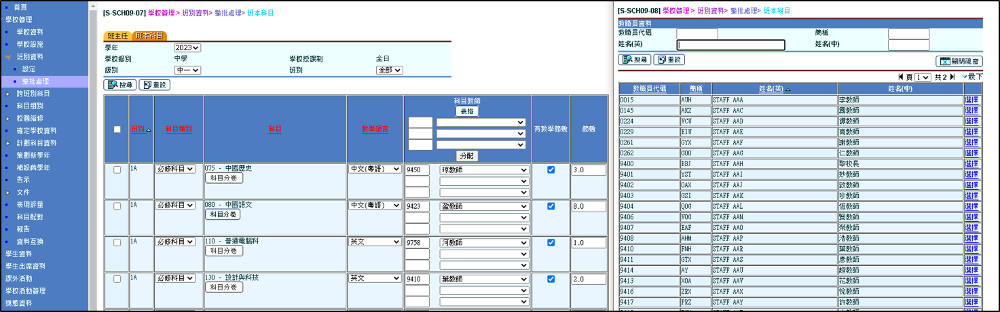 首頁
學校管理
學校資料
學校設施
班別資料
設定
整批處理
跨班別科目
科目組別
校曆編修
確定學校資料
計劃科目資料
策劃新學年
補設舊學年
告示
文件
表現評量
科目配對
報告
資料互換
學生資料
學生出席資料
課外活動
學校活動管理
獎懲資料
[S-SCH09-07] 學校管理 > 班別資料> 整批處理> 班本科目
班主任 班本科目
學年 2023
學校級別 中學 學校授課制 全日
級別 中一 班別 全部
搜尋 重設
班別 科目類別 科目 教學語言 科目教師 表格 分配 有教學節數 節數
1A 必修科目 075 - 中國歷史 中文(粵語) 9450 琼教師 3.0
科目分卷
1A 必修科目 080 - 中國語文 中文(粵語) 9423 盈教師 8.0
科目分卷
1A 必修科目 110 - 普通電腦科 英文 9758 河教師 1.0
科目分卷
1A 必修科目 130 - 設計與科技 英文 9410 葉教師 2.0
科目分卷
[S-SCH09-08] 學校管理 > 班別資料> 整批處理> 班本科目
教職員資料
教職員代碼 簡稱
姓名(英) 姓名(中)
搜尋 重設 關閉視窗
頁 1 共 2 最下
教職員代碼 簡稱 姓名(英) 姓名(中)
0015 AUH STAFF AAA 李教師 選擇
0145 AKZ STAFF AAC 露教師 選擇
0224 VCU STAFF AAD 譚教師 選擇
0229 EIU STAFF AAE 高教師 選擇
0261 GYX STAFF AAF 謝教師 選擇
0262 GOO STAFF AAG 仁教師 選擇
9400 BBJ STAFF AAH 黎校長 選擇
9401 YST STAFF AAI 妙教師 選擇
9402 OAX STAFF AAJ 致教師 選擇
9403 GSI STAFF AAK 珍教師 選擇
9404 QOG STAFF AAL 恆教師 選擇
9406 VOG STAFF AAN 賢教師 選擇
9407 EAF STAFF AAO 榮教師 選擇
9408 AHM STAFF AAP 浩教師 選擇
9410 FNH STAFF AAR 葉教師 選擇
9411 GTX STAFF AAS 彥教師 選擇
9414 AY STAFF AAU 超教師 選擇
9413 XOA STAFF AAV 花教師 選擇
9416 ZRX STAFF AAX 悅教師 選擇
9417 PRZ STAFF AAY 許教師 選擇